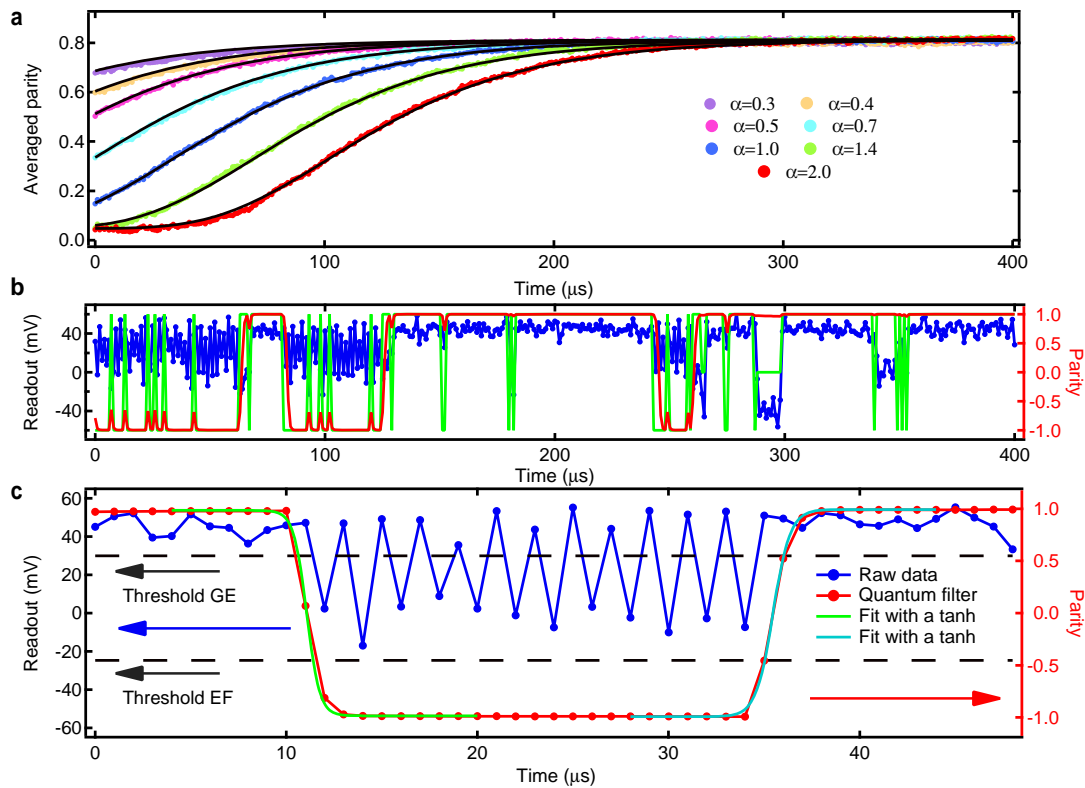 a
0.8
0.6
0.4
0.2
0.0
Averaged parity
α=0.3
α=0.4
α=0.5
α=0.7
α=1.0
α=1.4
α=2.0
0
100
200
300
400
Time (μs)
b
40
0
-40
Readout (mV)
1.0
0.5
0.0
-0.5
-1.0
Parity
0
100
200
300
400
Time (μs)
c
60
40
20
0
-20
-40
-60
Readout (mV)
Threshold GE
Threshold EF
Raw data
Quantum filter
Fit with a tanh
Fit with a tanh
1.0
0.5
0.0
-0.5
-1.0
Parity
0
10
20
30
40
Time (μs)